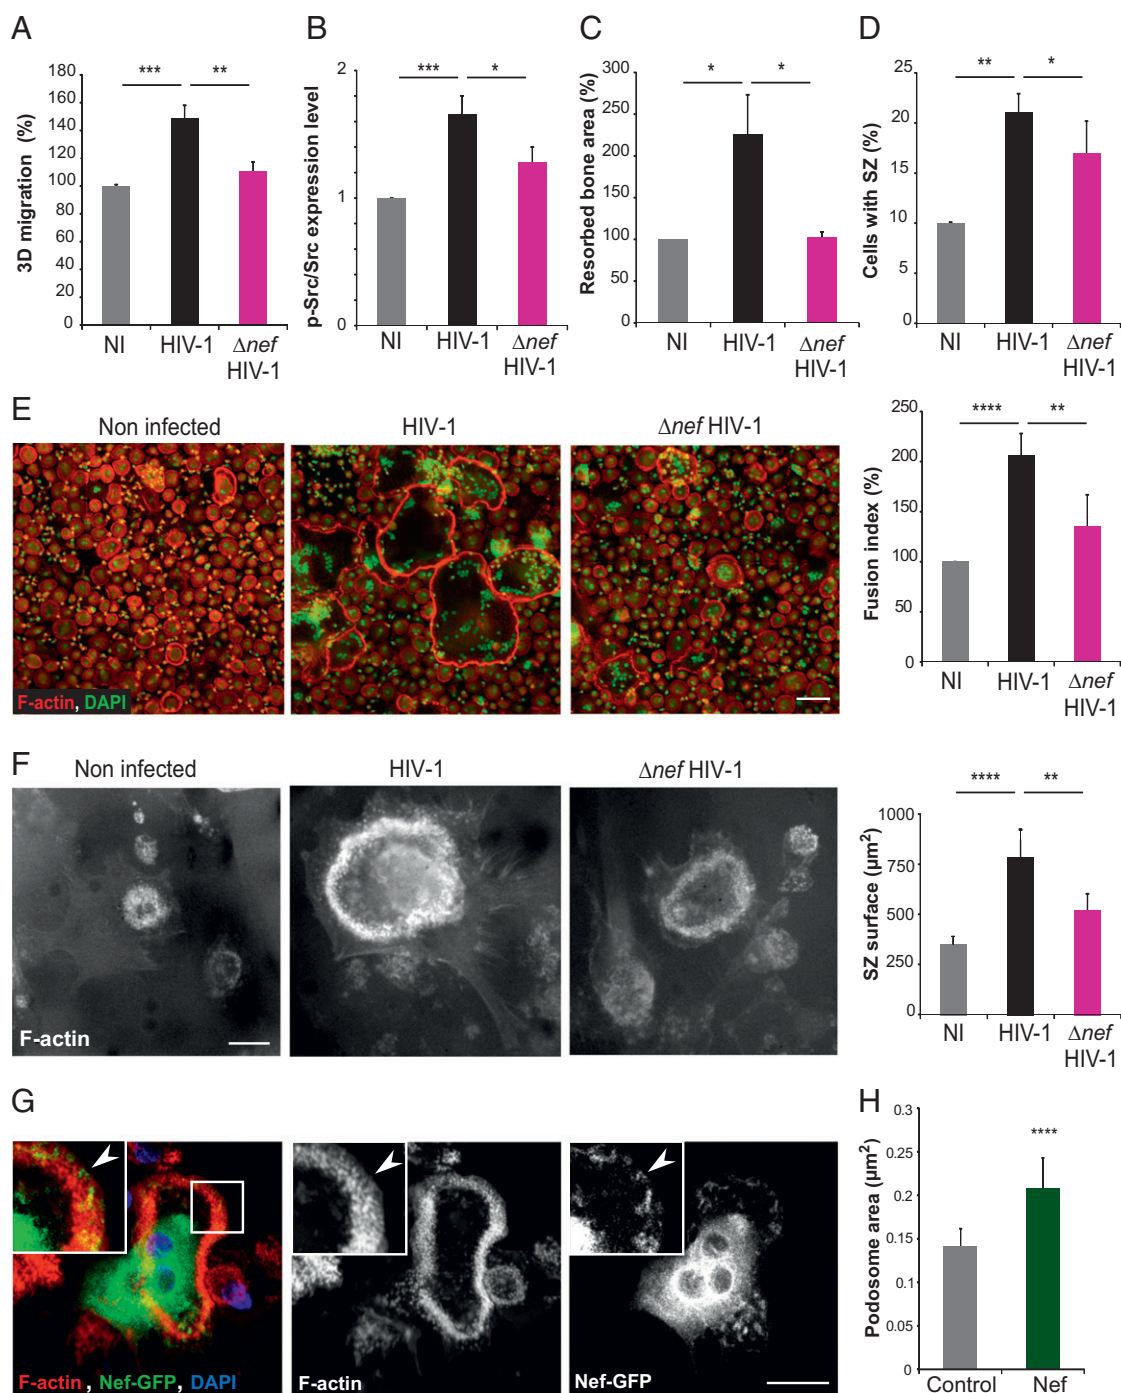 A
3D migration (%)
180
160
140
120
100
80
60
40
20
0
***
**
NI
HIV-1
Δnef
HIV-1
B
p-Src/Src expression level
2
1
0
***
*
NI
HIV-1
Δnef
HIV-1
C
Resorbed bone area (%)
300
250
200
150
100
50
0
*
*
NI
HIV-1
Δnef
HIV-1
D
Cells with SZ (%)
25
20
15
10
5
0
**
*
NI
HIV-1
Δnef
HIV-1
E
Non infected
HIV-1
Δnef HIV-1
F-actin, DAPI
Fusion index (%)
250
200
150
100
50
0
****
**
NI
HIV-1
Δnef
HIV-1
F
Non infected
HIV-1
Δnef HIV-1
F-actin
SZ surface (µm²)
1000
750
500
250
0
****
**
NI
HIV-1
Δnef
HIV-1
G
F-actin, Nef-GFP, DAPI
F-actin
Nef-GFP
H
Podosome area (µm²)
0.3
0.25
0.2
0.15
0.1
0.05
0
****
Control
Nef